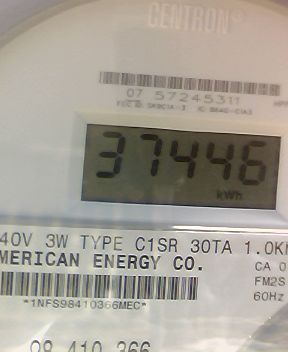 CENTRON®
07 57245311
37446
kWh
40V 3W TYPE C1SR 30TA 1.0K
MERICAN ENERGY CO.
CA 0
FM2S
60Hz
*1NFS98410366MEC*
98 410 366